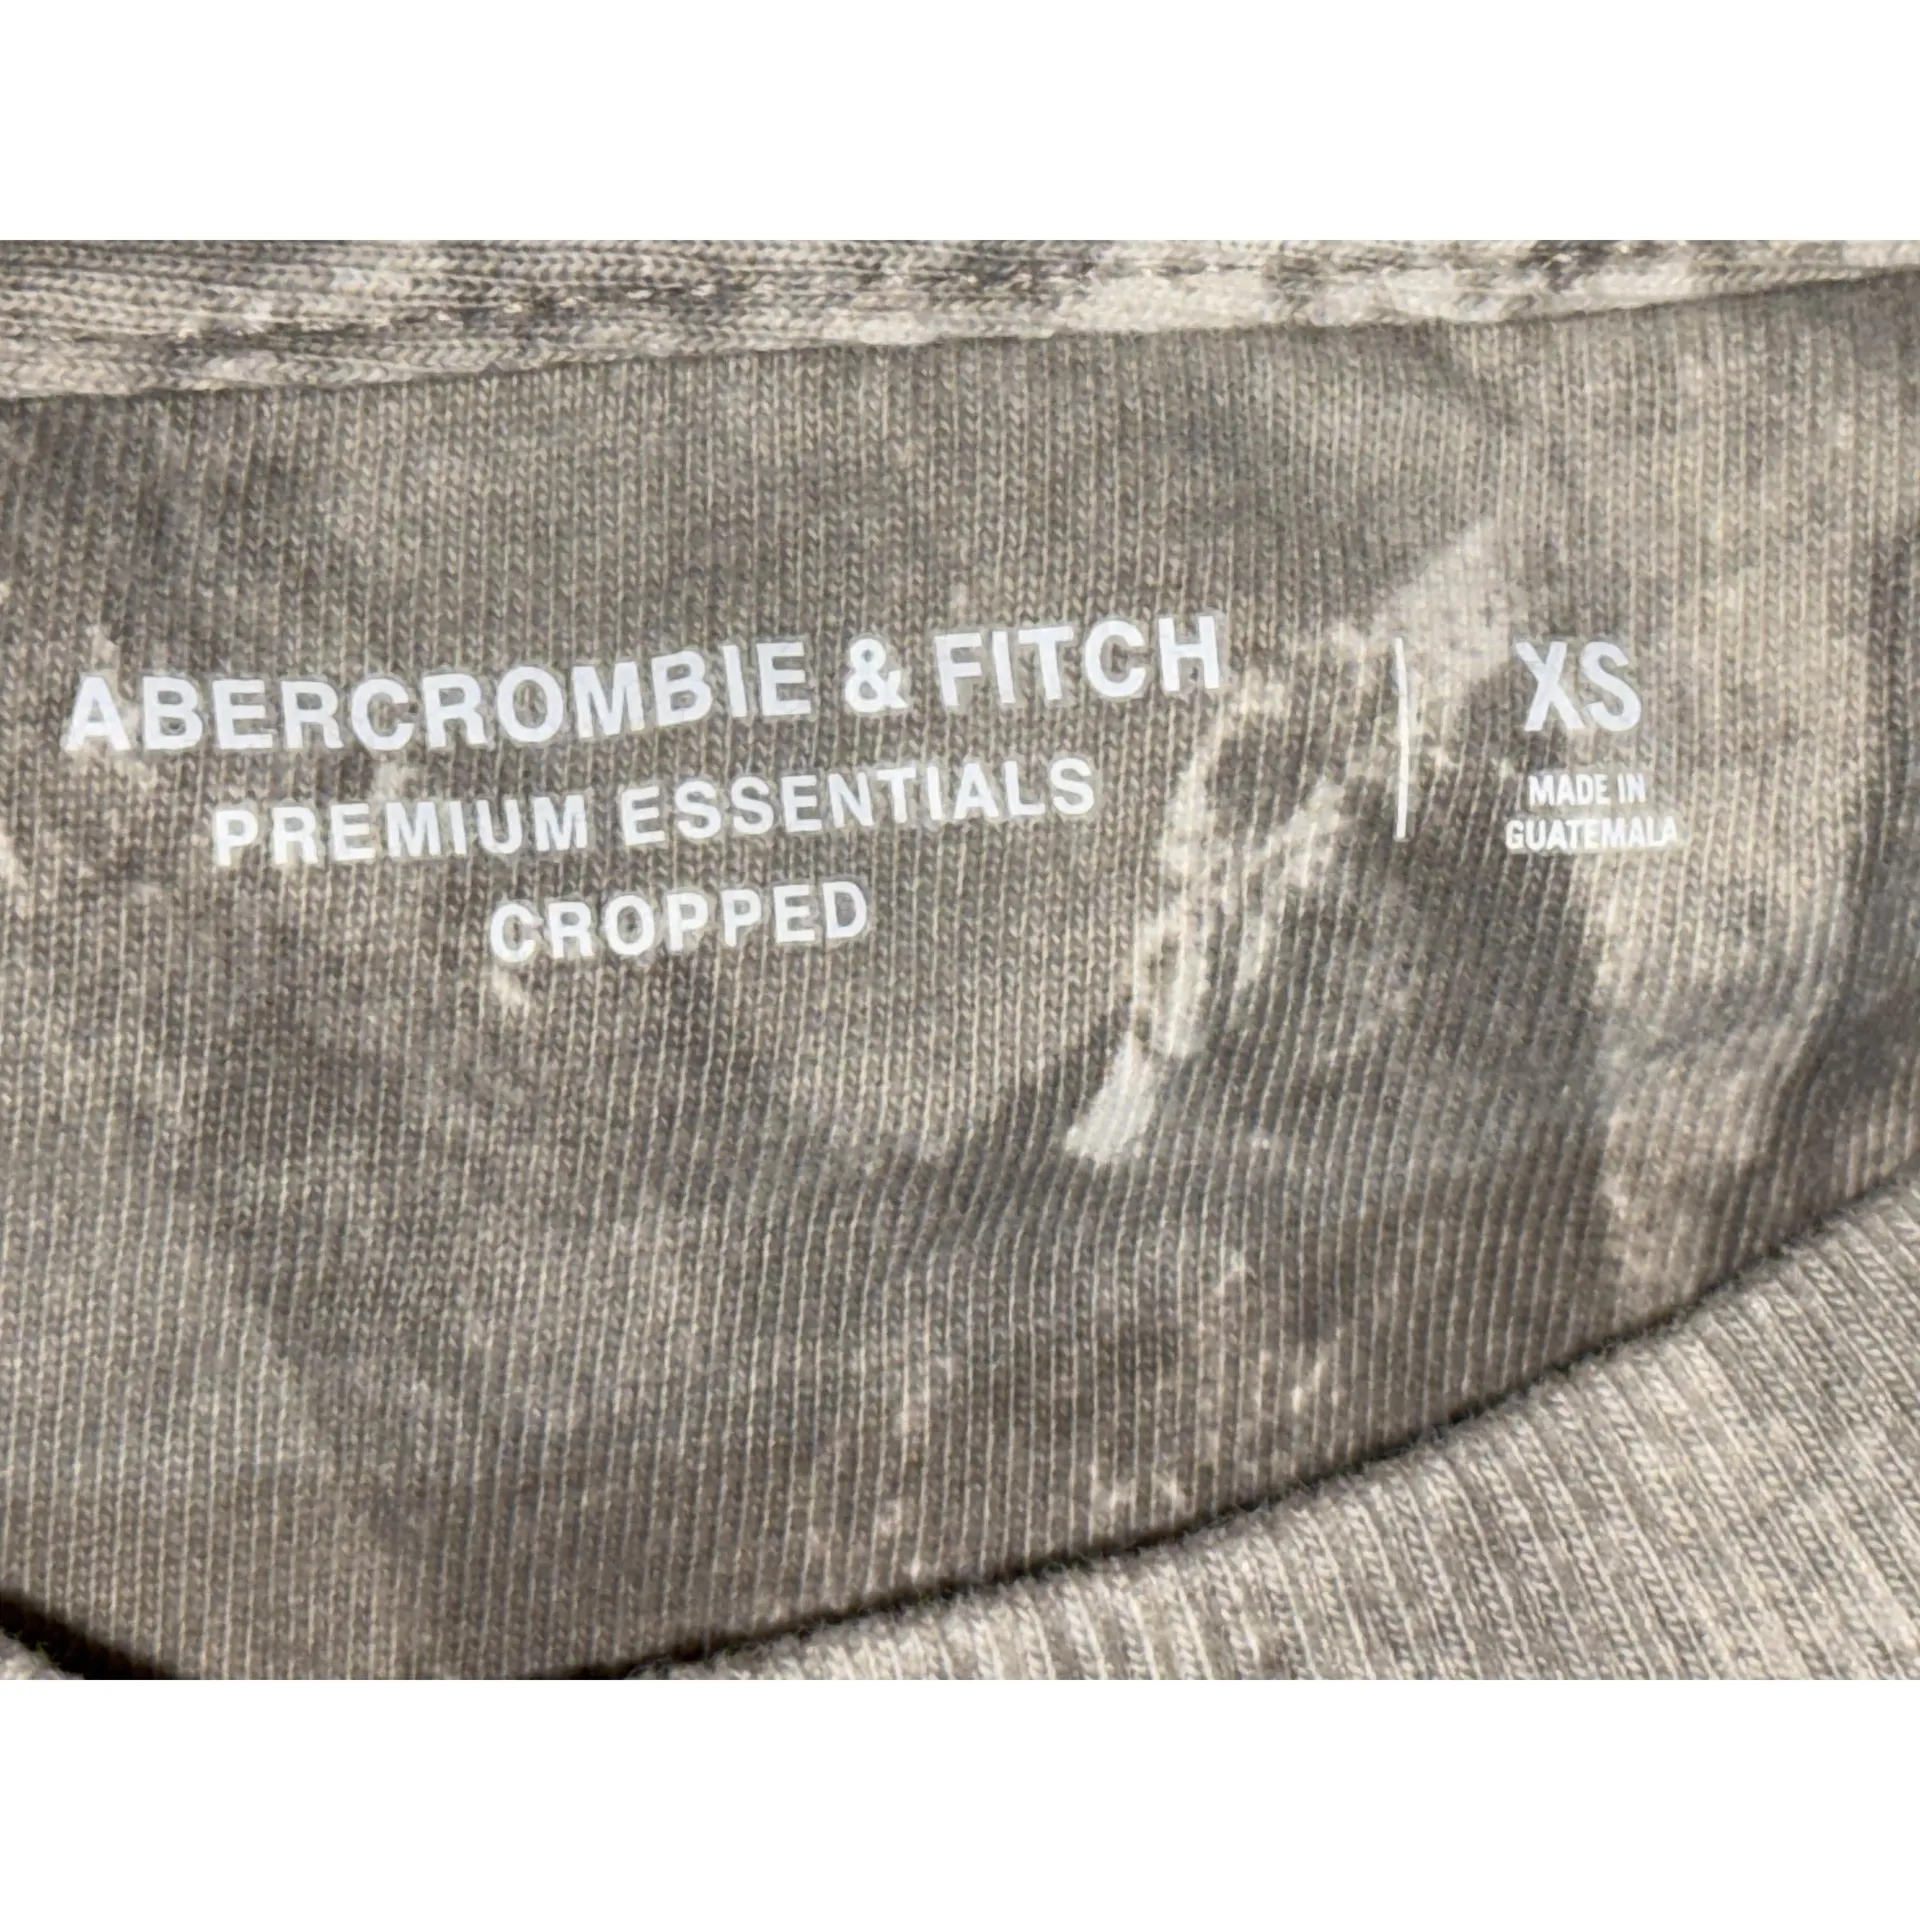 ABERCROMBIE & FITCH
PREMIUM ESSENTIALS
CROPPED
XS
MADE IN
GUATEMALA